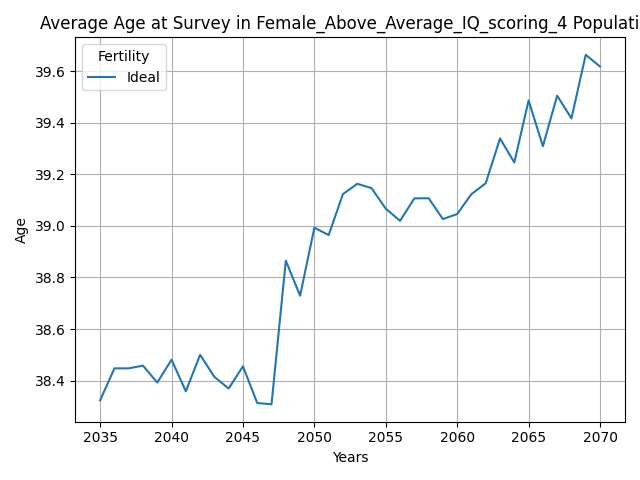 Average Age at Survey in Female_Above_Average_IQ_scoring_4 Populati
Fertility
Ideal
39.6
39.4
39.2
39.0
38.8
38.6
38.4
Age
2035 2040 2045 2050 2055 2060 2065 2070
Years